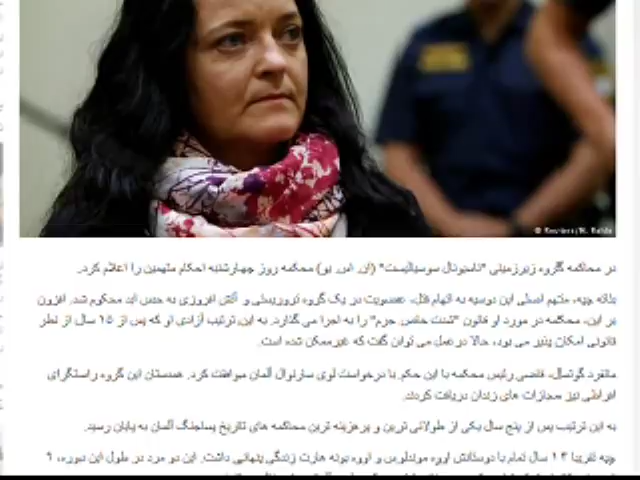 © Reuters/M. Rehle
در محاکمه گروه زیرزمینی "ناسیونال سوسیالیست" (ان اس یو) محکمه روز چهارشنبه احکام متهمین را اعلام کرد.
بئاته چپه، متهم اصلی این دوسیه به اتهام قتل، عضویت در یک گروه تروریستی و آتش افروزی به حبس ابد محکوم شد. افزون
بر این، محکمه در مورد او قانون "شدت خاص جرم" را به اجرا می گذارد. به این ترتیب آزادی او که پس از ۱۵ سال از نظر
قانونی امکان پذیر می بود، حالا در عمل می توان گفت که غیرممکن شده است.
مانفرد گوتسل، قاضی رئیس محکمه با این حکم، با درخواست لوی سارنوال آلمان موافقت کرد. همدستان این گروه راستگرای
افراطی نیز مجازات های زندان دریافت کردند.
به این ترتیب پس از پنج سال یکی از طولانی ترین و پرهزینه ترین محاکمه های تاریخ پساجنگ آلمان به پایان رسید.
چپه تقریبا ۱۴ سال تمام با دوستانش اووه موندلوس و اووه بونهارت زندگی پنهانی داشت. این دو مرد در طول این دوره، ۹